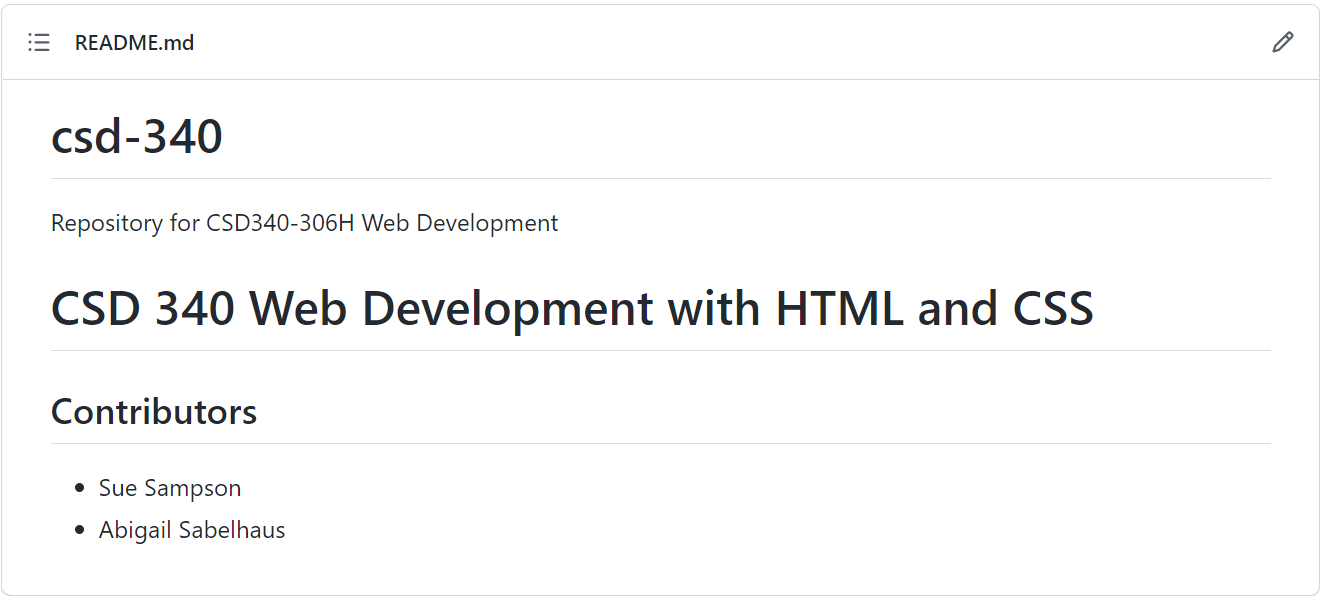 README.md
csd-340
Repository for CSD340-306H Web Development
CSD 340 Web Development with HTML and CSS
Contributors
Sue Sampson
Abigail Sabelhaus